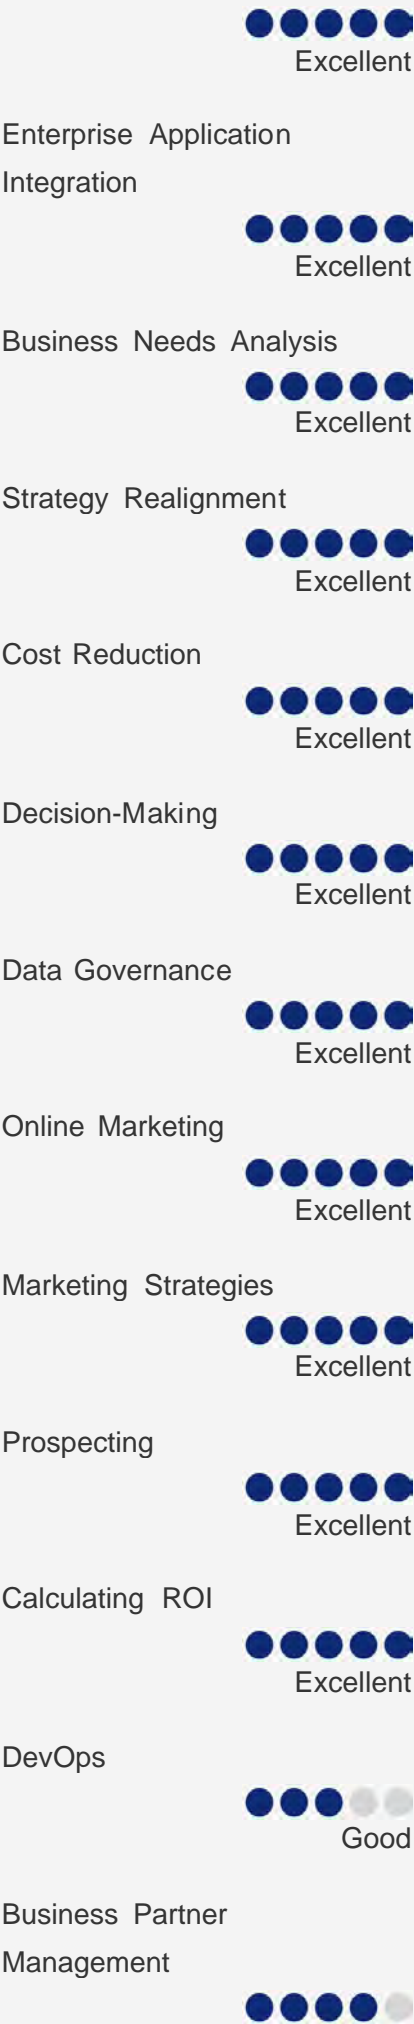 Excellent
Enterprise Application
Integration
Excellent
Business Needs Analysis
Excellent
Strategy Realignment
Excellent
Cost Reduction
Excellent
Decision-Making
Excellent
Data Governance
Excellent
Online Marketing
Excellent
Marketing Strategies
Excellent
Prospecting
Excellent
Calculating ROI
Excellent
DevOps
Good
Business Partner
Management